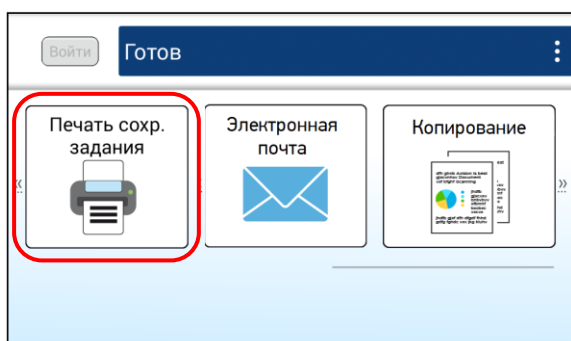 Войти
Готов
Печать сохр.
задания
Электронная
почта
Копирование
«
»